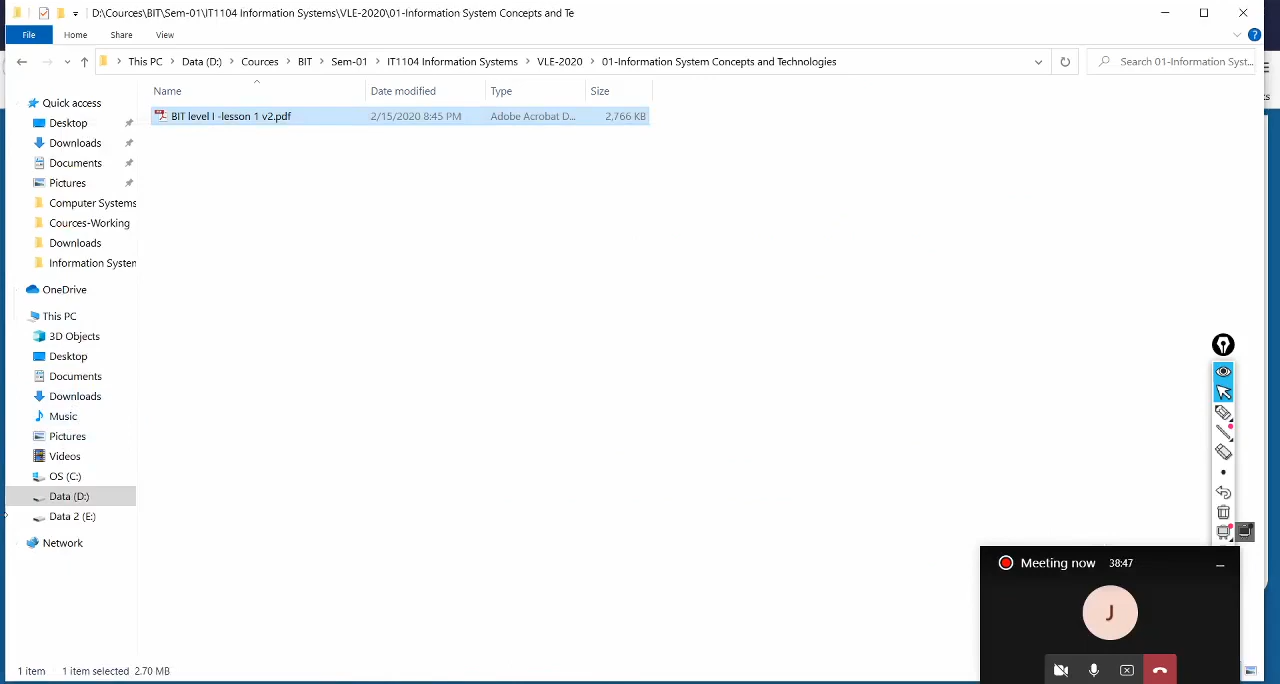 D:\Cources\BIT\Sem-01\IT1104 Information Systems\VLE-2020\01-Information System Concepts and Te
File Home Share View
This PC > Data (D:) > Cources > BIT > Sem-01 > IT1104 Information Systems > VLE-2020 > 01-Information System Concepts and Technologies
Search 01-Information Syst...
Name Date modified Type Size
BIT level I -lesson 1 v2.pdf 2/15/2020 8:45 PM Adobe Acrobat D... 2,766 KB
Quick access
Desktop
Downloads
Documents
Pictures
Computer Systems
Cources-Working
Downloads
Information System
OneDrive
This PC
3D Objects
Desktop
Documents
Downloads
Music
Pictures
Videos
OS (C:)
Data (D:)
Data 2 (E:)
Network
Meeting now 38:47
J
1 item 1 item selected 2.70 MB